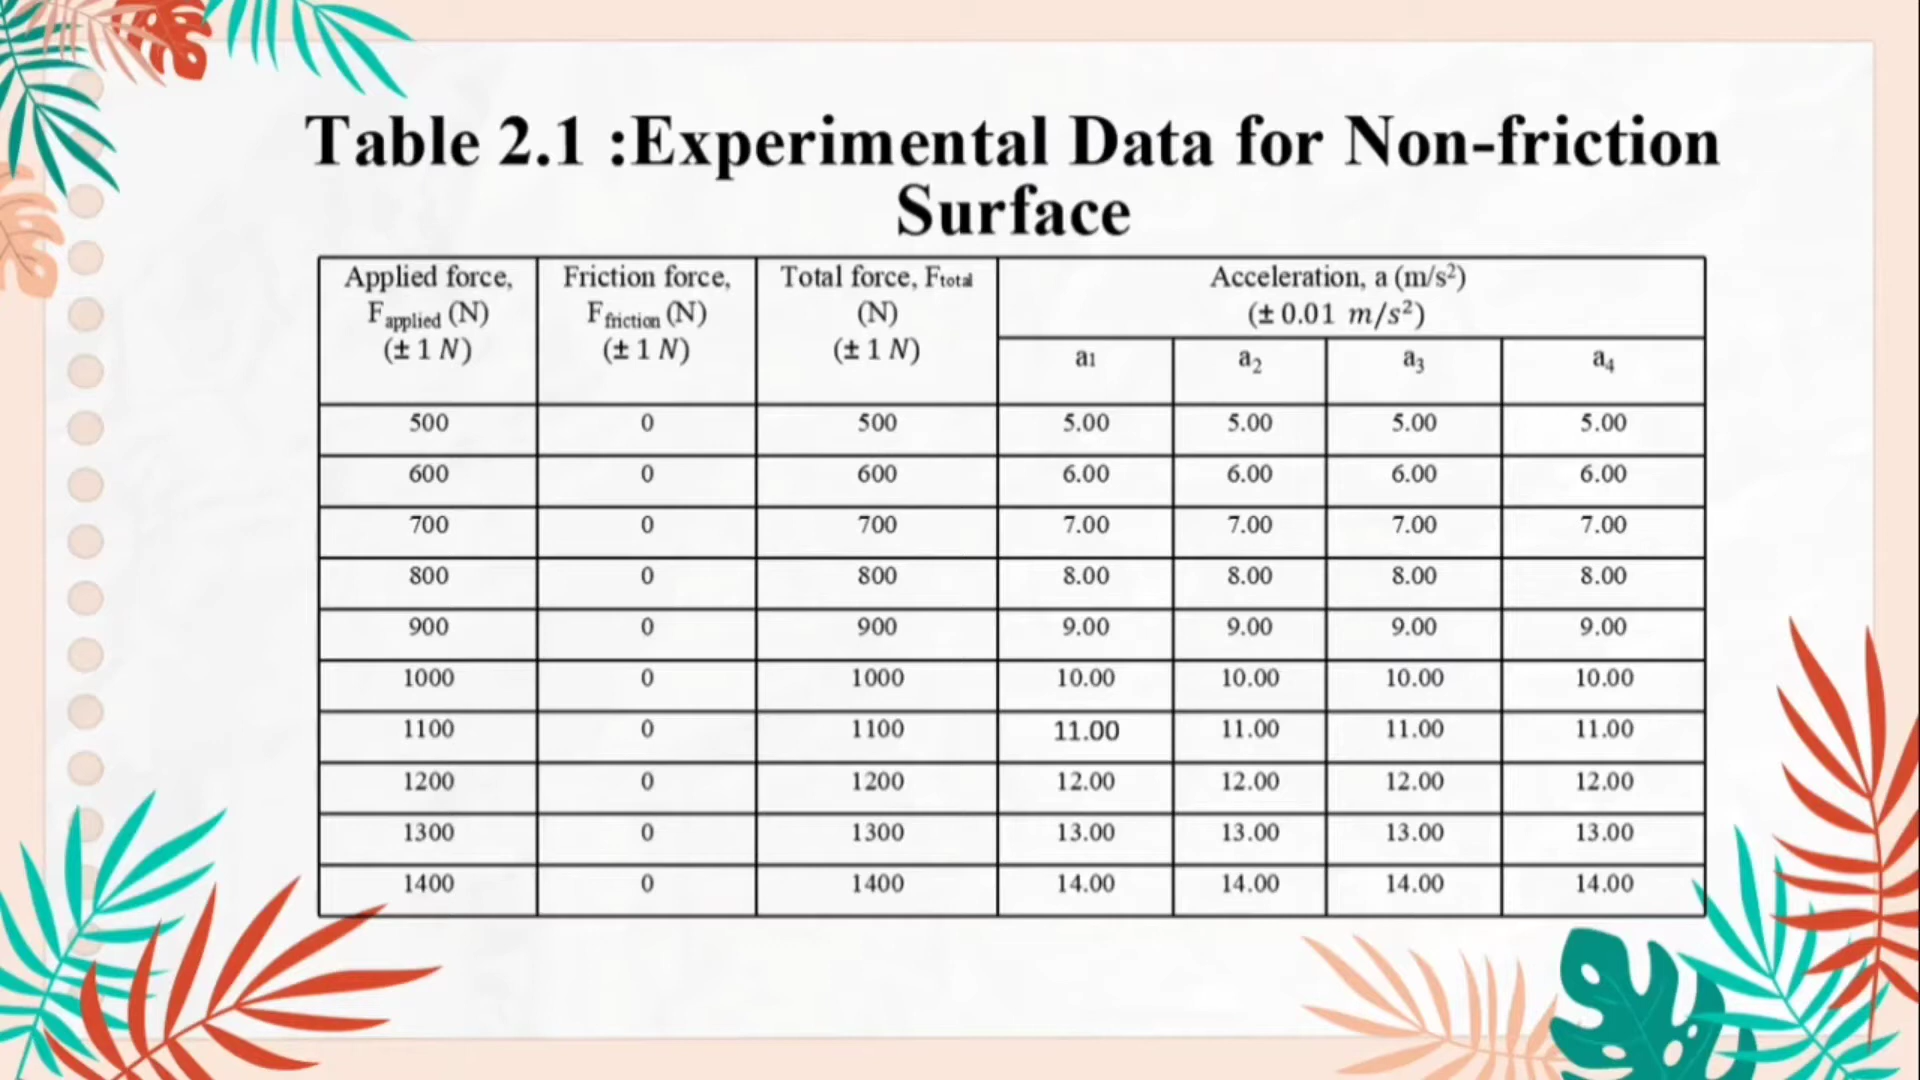 Table 2.1 :Experimental Data for Non-friction
Surface
Applied force, Friction force, Total force, Ftotal Acceleration, a (m/s²)
F applied (N) F friction (N) (N) (± 0.01 m/s²)
(± 1 N) (± 1 N) (± 1 N)
a1 a2 a3 a4
500 0 500 5.00 5.00 5.00 5.00
600 0 600 6.00 6.00 6.00 6.00
700 0 700 7.00 7.00 7.00 7.00
800 0 800 8.00 8.00 8.00 8.00
900 0 900 9.00 9.00 9.00 9.00
1000 0 1000 10.00 10.00 10.00 10.00
1100 0 1100 11.00 11.00 11.00 11.00
1200 0 1200 12.00 12.00 12.00 12.00
1300 0 1300 13.00 13.00 13.00 13.00
1400 0 1400 14.00 14.00 14.00 14.00